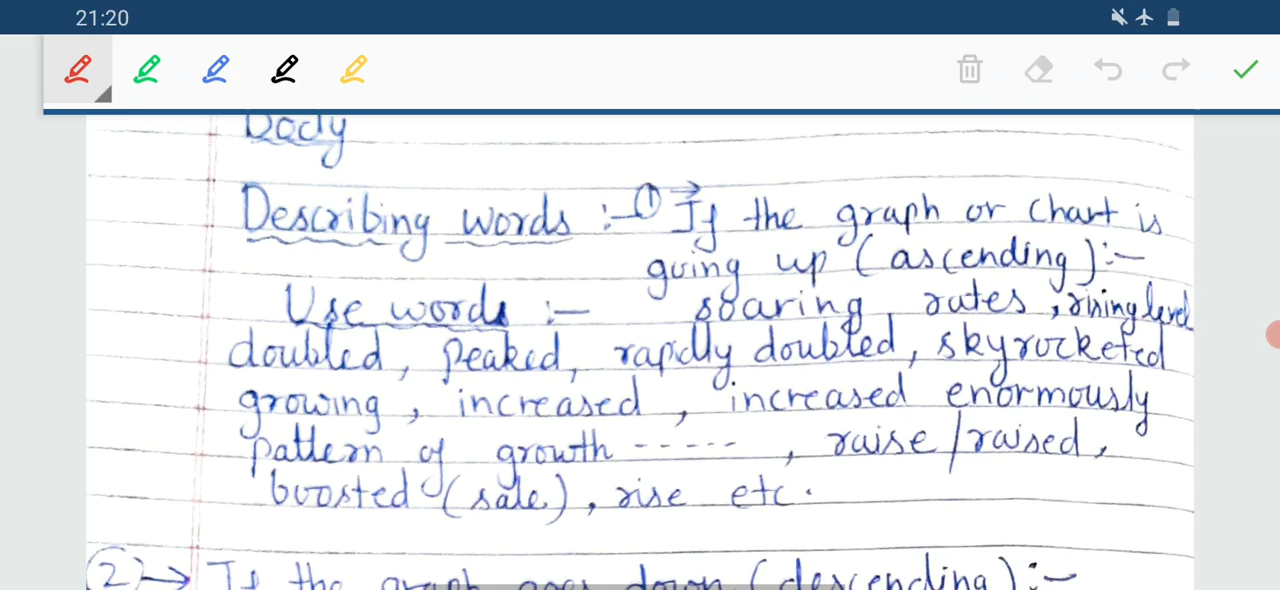 21:20
Body
Describing words :- ① → If the graph or chart is
going up (ascending) :-
Use words :- soaring rates, rising level
doubled, peaked, rapidly doubled, skyrocketed
growing, increased, increased enormously
pattern of growth ------, raise/raised,
boosted (sale), rise etc.
② → If the graph goes down (descending) :-